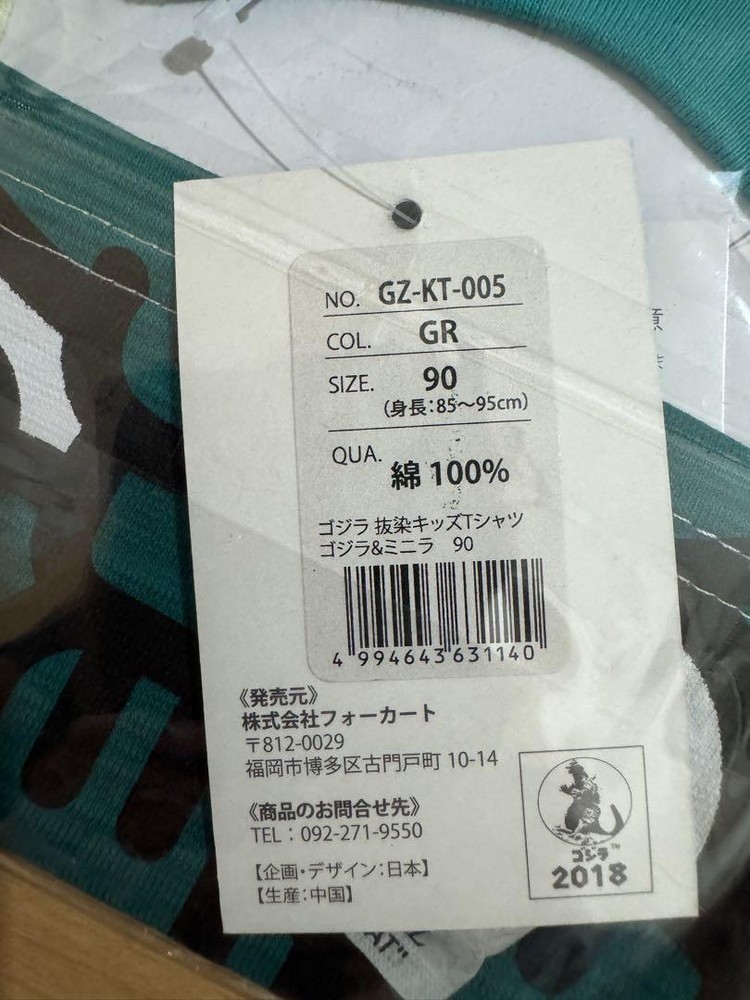 NO. GZ-KT-005
COL. GR
SIZE. 90
(身長:85〜95cm)
QUA. 綿 100%
ゴジラ 抜染キッズTシャツ
ゴジラ&ミニラ 90
4 994643 631140
《発売元》
株式会社フォーカート
〒812-0029
福岡市博多区古門戸町 10-14
《商品のお問合せ先》
TEL：092-271-9550
【企画・デザイン：日本】
【生産：中国】
ゴジラ™
2018